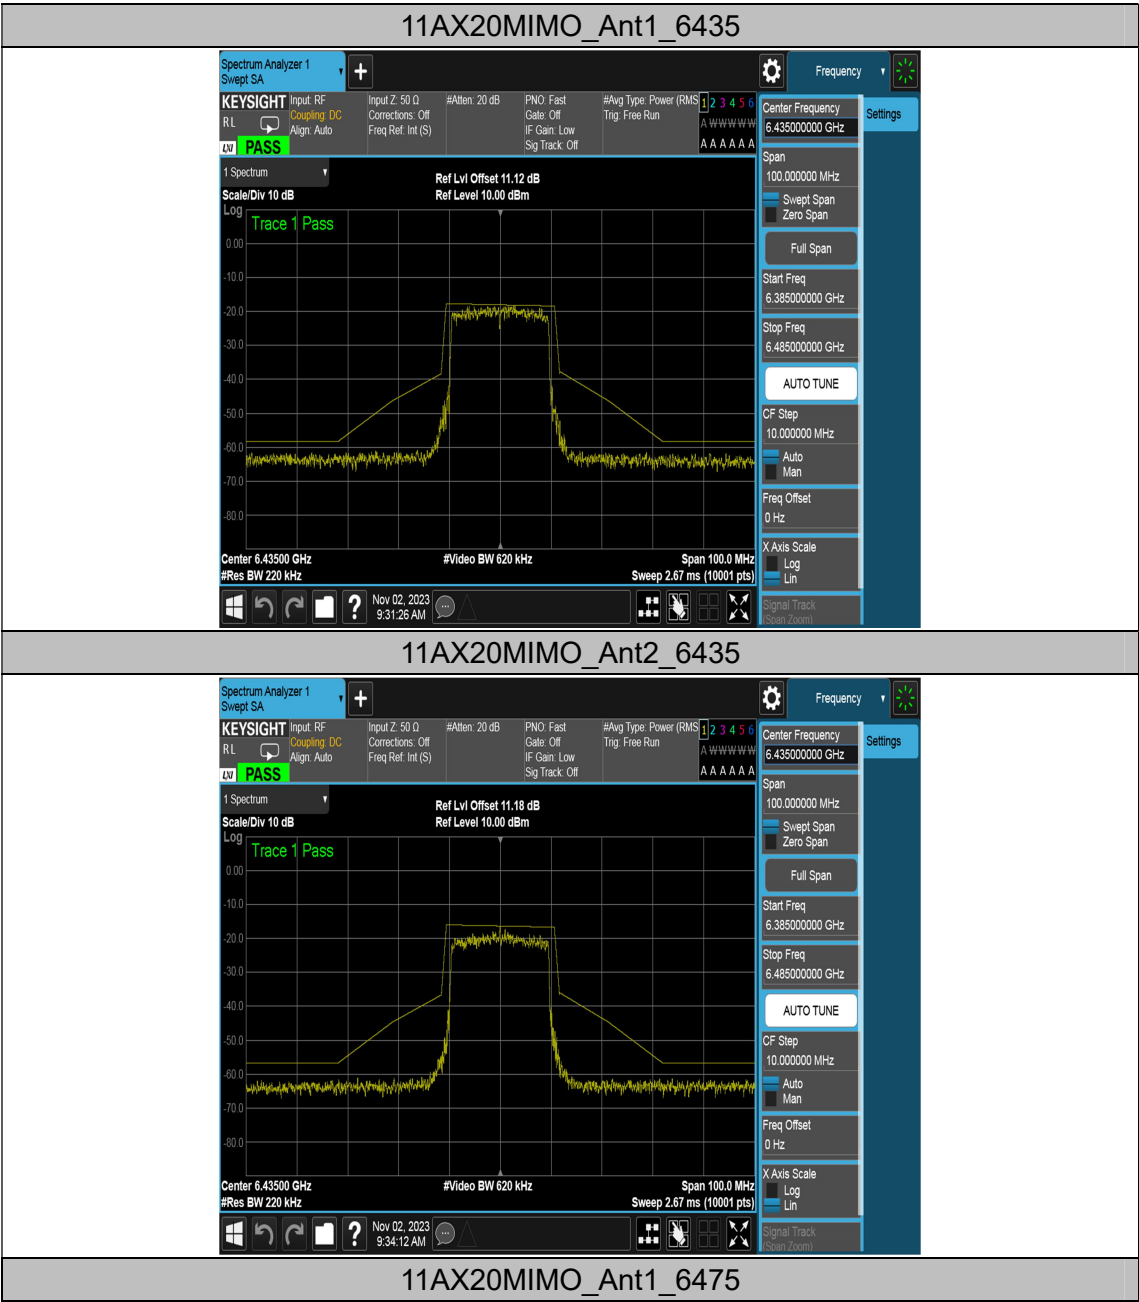 11AX20MIMO_Ant1_6435
Spectrum Analyzer 1
Swept SA
Frequency
KEYSIGHT
R L
LXI PASS
Input: RF
Coupling: DC
Align: Auto
Input Z: 50 Ω
Corrections: Off
Freq Ref: Int (S)
#Atten: 20 dB
PNO: Fast
Gate: Off
IF Gain: Low
Sig Track: Off
#Avg Type: Power (RMS
Trig: Free Run
1 2 3 4 5 6
A W W W W W
A A A A A A
Center Frequency
6.435000000 GHz
Settings
Span
100.000000 MHz
Swept Span
Zero Span
Full Span
Start Freq
6.385000000 GHz
Stop Freq
6.485000000 GHz
AUTO TUNE
CF Step
10.000000 MHz
Auto
Man
Freq Offset
0 Hz
X Axis Scale
Log
Lin
Signal Track
(Span Zoom)
1 Spectrum
Scale/Div 10 dB
Log
Ref Lvl Offset 11.12 dB
Ref Level 10.00 dBm
Trace 1 Pass
0.00
-10.0
-20.0
-30.0
-40.0
-50.0
-60.0
-70.0
-80.0
Center 6.43500 GHz
#Res BW 220 kHz
#Video BW 620 kHz
Span 100.0 MHz
Sweep 2.67 ms (10001 pts)
Nov 02, 2023
9:31:26 AM
11AX20MIMO_Ant2_6435
Spectrum Analyzer 1
Swept SA
Frequency
KEYSIGHT
R L
LXI PASS
Input: RF
Coupling: DC
Align: Auto
Input Z: 50 Ω
Corrections: Off
Freq Ref: Int (S)
#Atten: 20 dB
PNO: Fast
Gate: Off
IF Gain: Low
Sig Track: Off
#Avg Type: Power (RMS
Trig: Free Run
1 2 3 4 5 6
A W W W W W
A A A A A A
Center Frequency
6.435000000 GHz
Settings
Span
100.000000 MHz
Swept Span
Zero Span
Full Span
Start Freq
6.385000000 GHz
Stop Freq
6.485000000 GHz
AUTO TUNE
CF Step
10.000000 MHz
Auto
Man
Freq Offset
0 Hz
X Axis Scale
Log
Lin
Signal Track
(Span Zoom)
1 Spectrum
Scale/Div 10 dB
Log
Ref Lvl Offset 11.18 dB
Ref Level 10.00 dBm
Trace 1 Pass
0.00
-10.0
-20.0
-30.0
-40.0
-50.0
-60.0
-70.0
-80.0
Center 6.43500 GHz
#Res BW 220 kHz
#Video BW 620 kHz
Span 100.0 MHz
Sweep 2.67 ms (10001 pts)
Nov 02, 2023
9:34:12 AM
11AX20MIMO_Ant1_6475